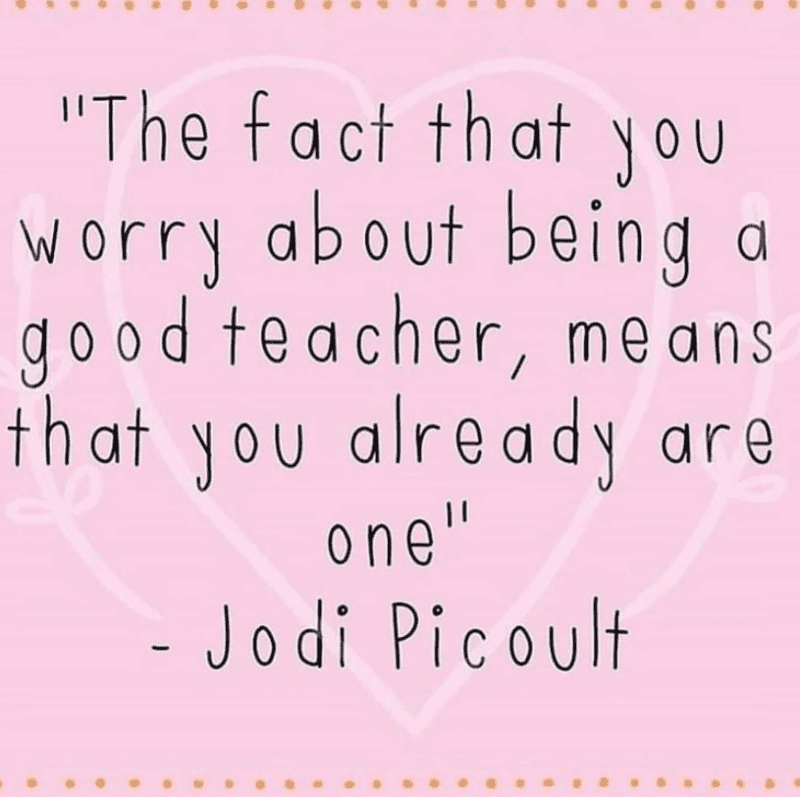 "The fact that you
worry about being a
good teacher, means
that you already are
one"
- Jodi Picoult